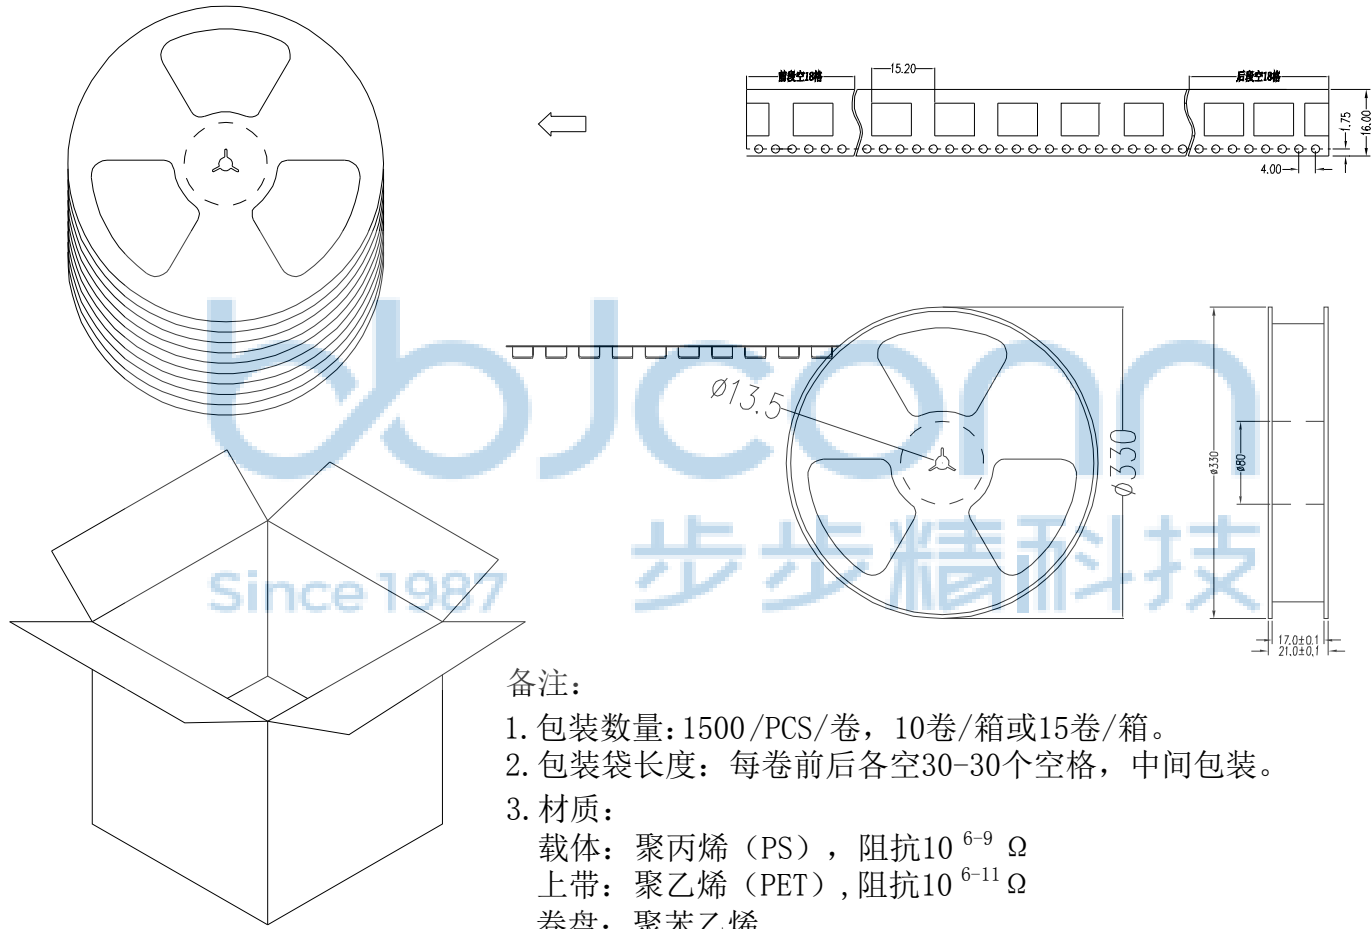 前段空18格
15.20
后段空18格
1.75
16.00
4.00
bbjconn
步步精科技
Since 1987
ø13.5
ø330
ø330
ø80
17.0±0.1
21.0±0.1
备注：
1.包装数量:1500/PCS/卷，10卷/箱或15卷/箱。
2.包装袋长度：每卷前后各空30-30个空格，中间包装。
3.材质：
载体：聚丙烯（PS），阻抗10 6-9 Ω
上带：聚乙烯（PET）,阻抗10 6-11 Ω
卷盘：聚苯乙烯